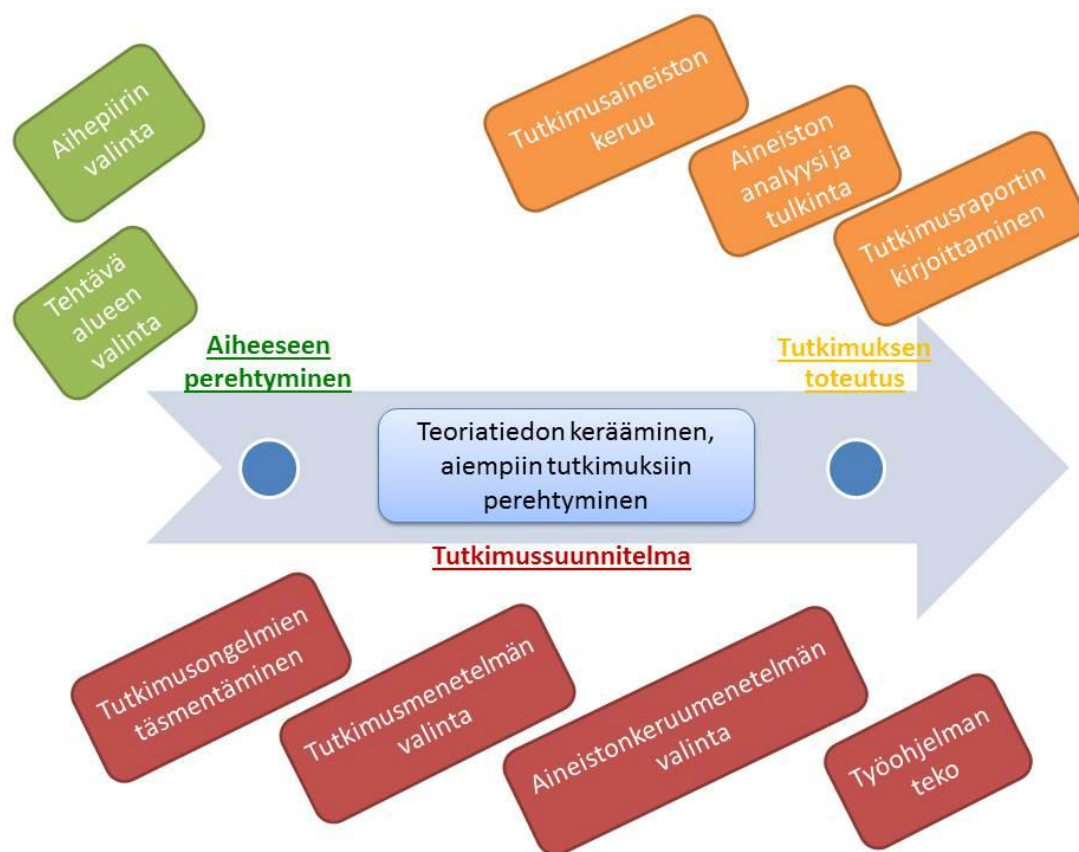 Aihepiirin
valinta
Tehtävä
alueen
valinta
Tutkimusaineiston
keruu
Aineiston
analyysi ja
tulkinta
Tutkimusraportin
kirjoittaminen
Aiheeseen
perehtyminen
Tutkimuksen
toteutus
Teoriatiedon kerääminen,
aiempiin tutkimuksiin
perehtyminen
Tutkimussuunnitelma
Tutkimusongelmien
täsmentäminen
Tutkimusmenetelmän
valinta
Aineistonkeruumenetelmän
valinta
Työohjelman
teko